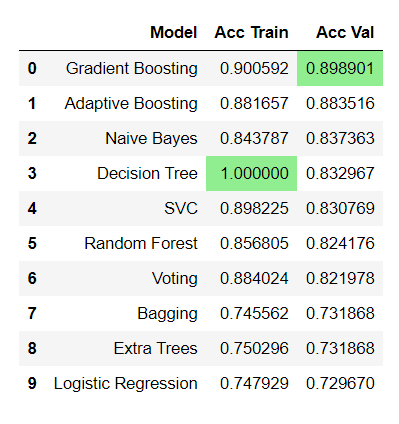 Model Acc Train Acc Val
0 Gradient Boosting 0.900592 0.898901
1 Adaptive Boosting 0.881657 0.883516
2 Naive Bayes 0.843787 0.837363
3 Decision Tree 1.000000 0.832967
4 SVC 0.898225 0.830769
5 Random Forest 0.856805 0.824176
6 Voting 0.884024 0.821978
7 Bagging 0.745562 0.731868
8 Extra Trees 0.750296 0.731868
9 Logistic Regression 0.747929 0.729670